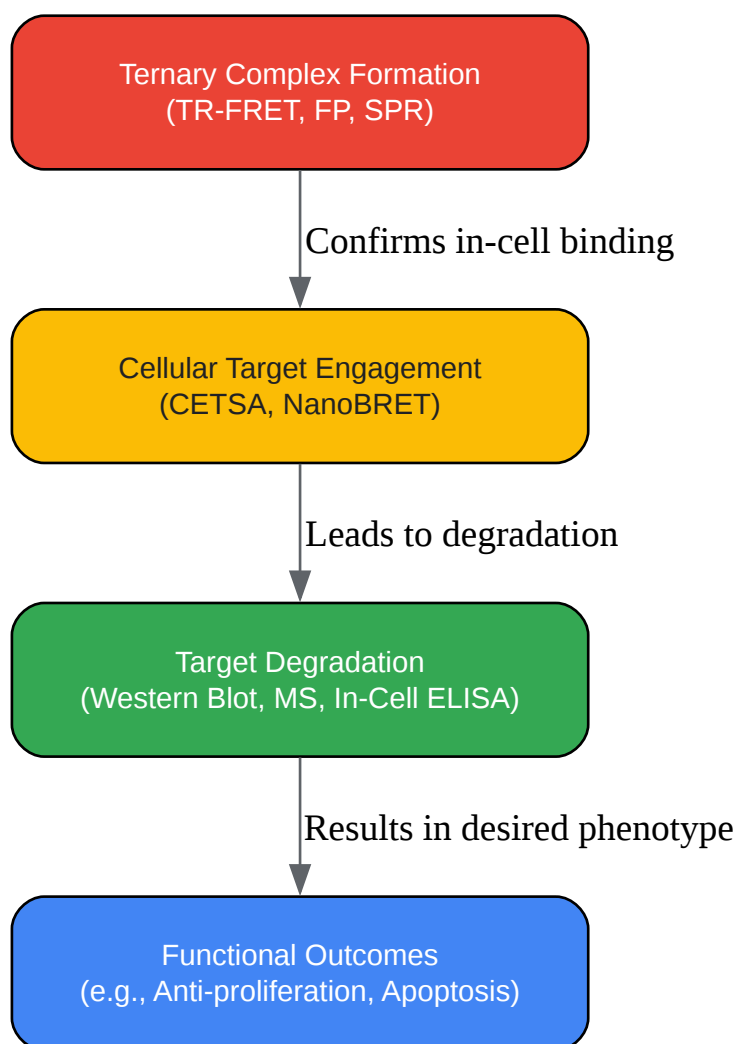 Ternary Complex Formation
(TR-FRET, FP, SPR)
Confirms in-cell binding
Cellular Target Engagement
(CETSA, NanoBRET)
Leads to degradation
Target Degradation
(Western Blot, MS, In-Cell ELISA)
Results in desired phenotype
Functional Outcomes
(e.g., Anti-proliferation, Apoptosis)